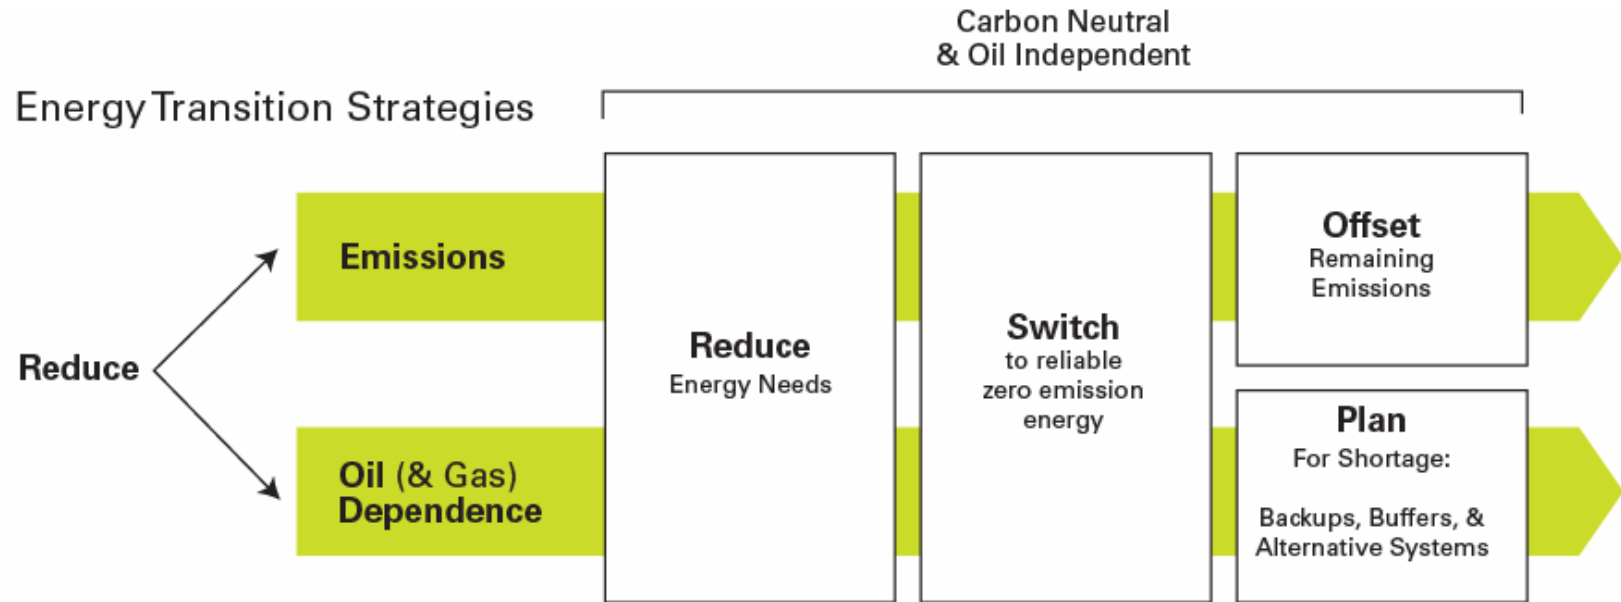 Carbon Neutral
& Oil Independent
Energy Transition Strategies
Reduce
Emissions
Oil (& Gas)
Dependence
Reduce
Energy Needs
Switch
to reliable
zero emission
energy
Offset
Remaining
Emissions
Plan
For Shortage:
Backups, Buffers, &
Alternative Systems